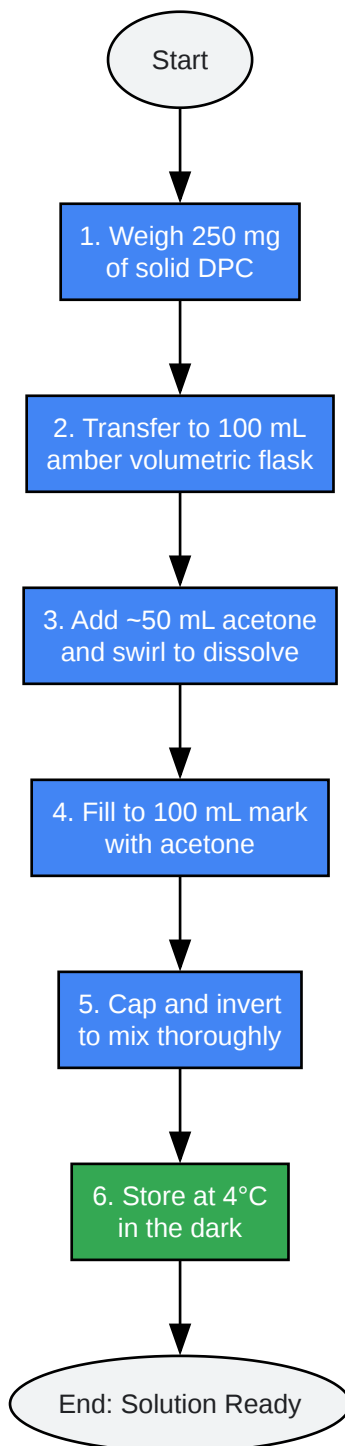 Start
1. Weigh 250 mg
of solid DPC
2. Transfer to 100 mL
amber volumetric flask
3. Add ~50 mL acetone
and swirl to dissolve
4. Fill to 100 mL mark
with acetone
5. Cap and invert
to mix thoroughly
6. Store at 4°C
in the dark
End: Solution Ready